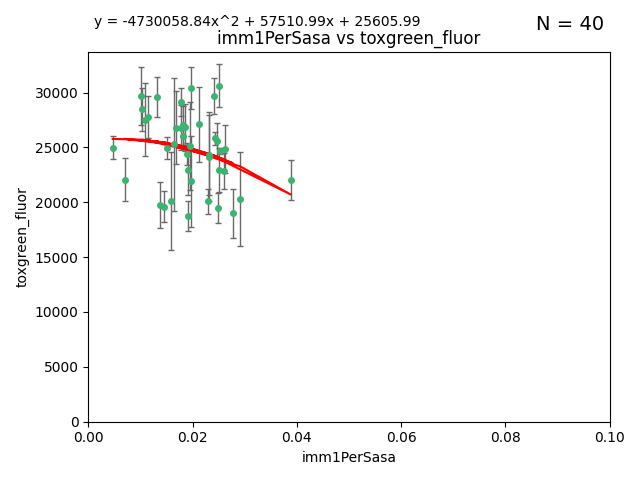 y = -4730058.84x^2 + 57510.99x + 25605.99
N = 40
imm1PerSasa vs toxgreen_fluor
30000
25000
20000
15000
10000
5000
0
toxgreen_fluor
0.00 0.02 0.04 0.06 0.08 0.10
imm1PerSasa